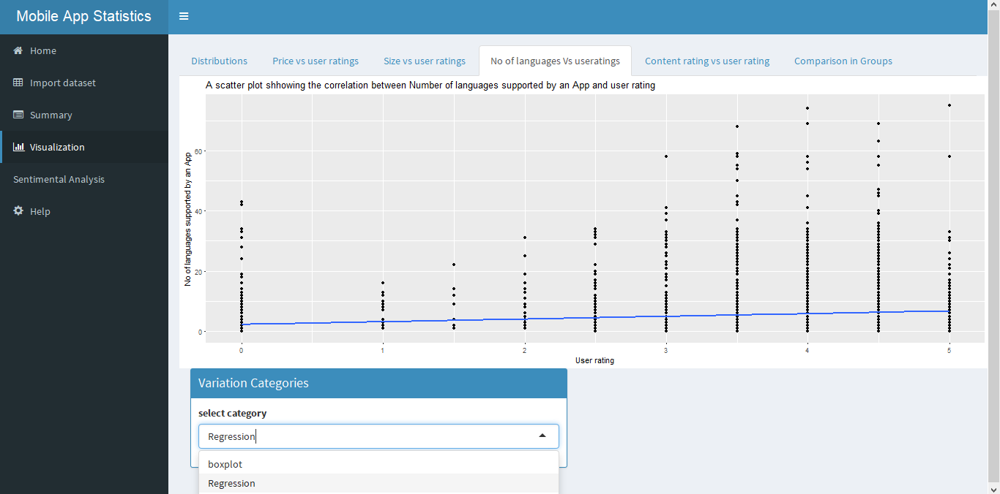 Mobile App Statistics
Home
Import dataset
Summary
Visualization
Sentimental Analysis
Help
Distributions
Price vs user ratings
Size vs user ratings
No of languages Vs useratings
Content rating vs user rating
Comparison in Groups
A scatter plot shhowing the correlation between Number of languages supported by an App and user rating
No of languages supported by an App
60
40
20
0
0 1 2 3 4 5
User rating
Variation Categories
select category
Regression
boxplot
Regression